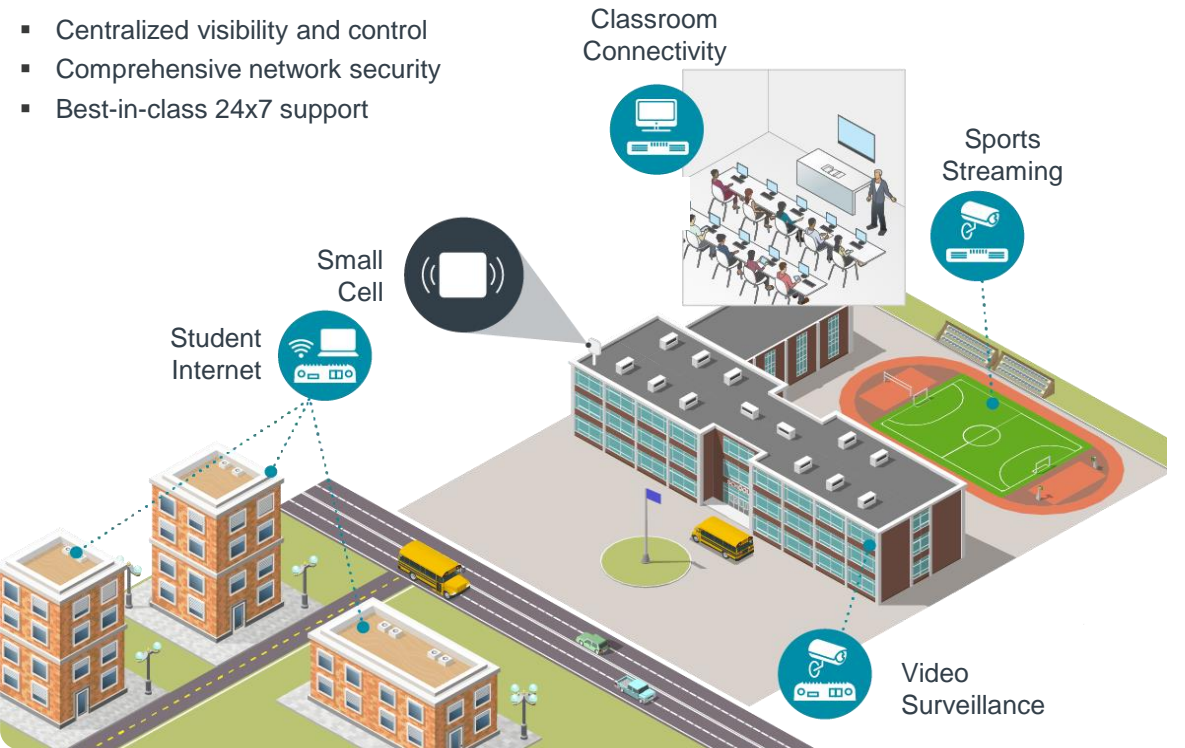 ▪ Centralized visibility and control
▪ Comprehensive network security
▪ Best-in-class 24x7 support
Classroom
Connectivity
Sports
Streaming
Small
Cell
Student
Internet
Video
Surveillance